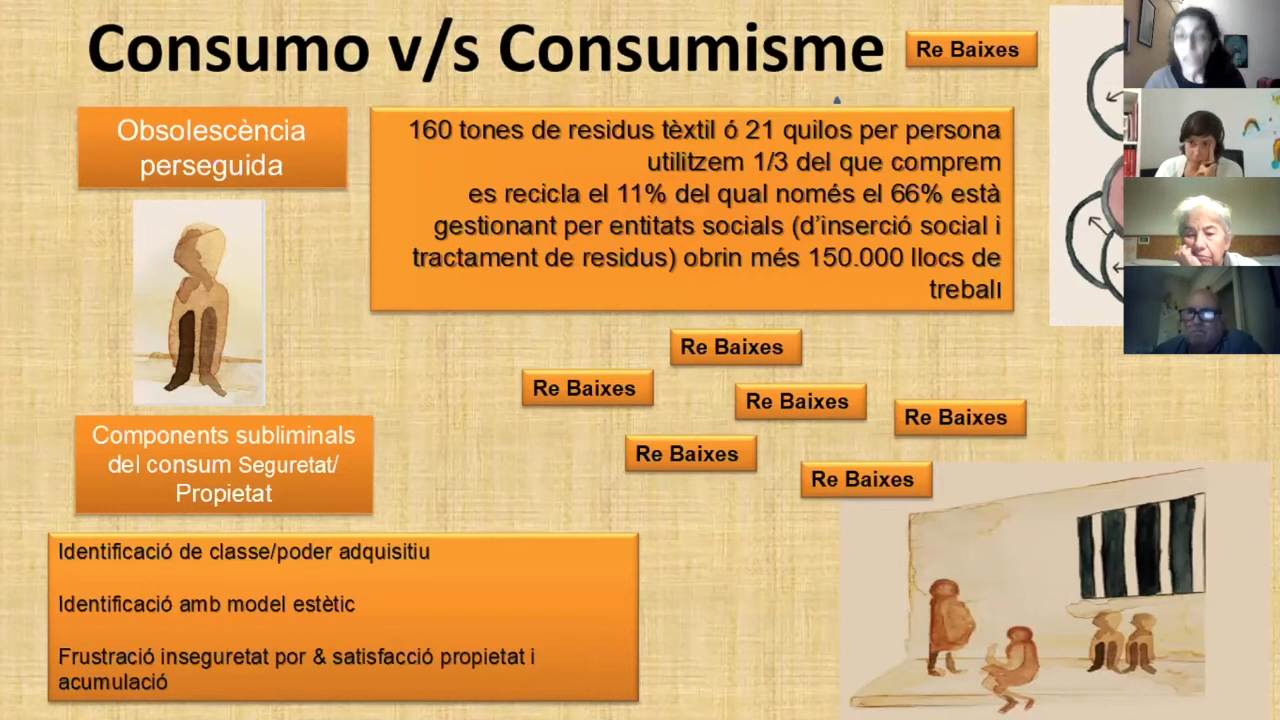 Consumo v/s Consumisme
Re Baixes
Obsolescència
perseguida
160 tones de residus tèxtil ó 21 quilos per persona
utilitzem 1/3 del que comprem
es recicla el 11% del qual només el 66% està
gestionant per entitats socials (d'inserció social i
tractament de residus) obrin més 150.000 llocs de
treball
Re Baixes
Re Baixes
Re Baixes
Re Baixes
Re Baixes
Re Baixes
Components subliminals
del consum Seguretat/
Propietat
Identificació de classe/poder adquisitiu
Identificació amb model estètic
Frustració inseguretat por & satisfacció propietat i
acumulació